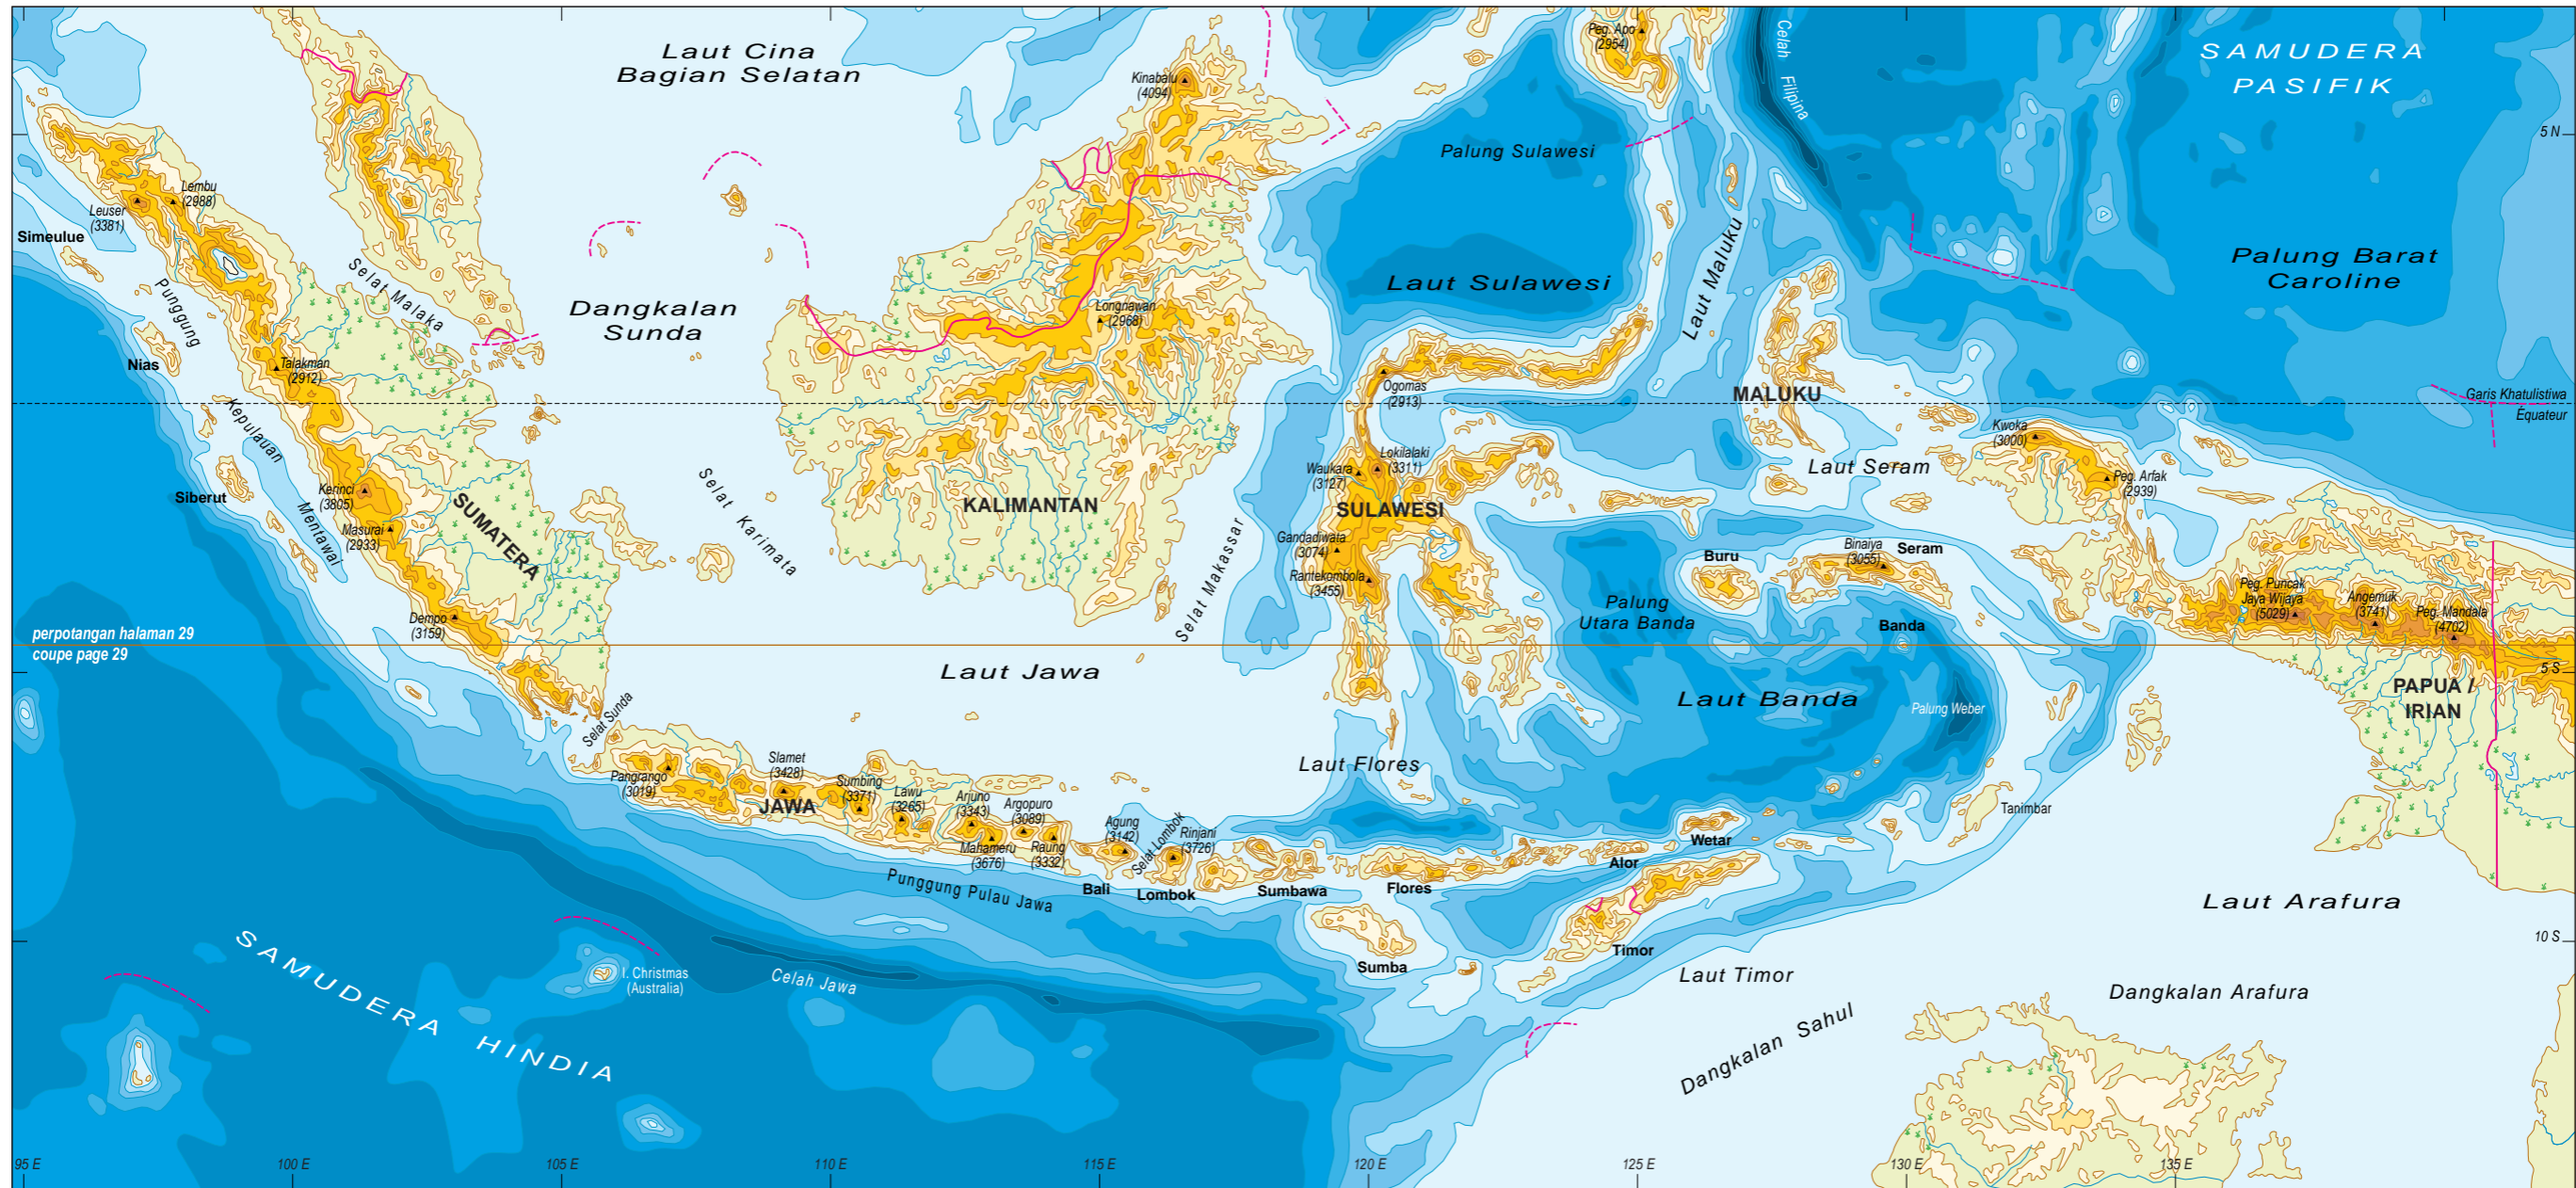 Laut Cina
Bagian Selatan
Kinabalu
(4094)
Peg. Apo
(2954)
Celah Filipina
SAMUDERA
PASIFIK
5 N
Palung Sulawesi
Lembu
(2988)
Leuser
(3381)
Simeulue
Punggung
Selat Malaka
Dangkalan
Sunda
Longnawan
(2968)
Laut Sulawesi
Laut Maluku
Palung Barat
Caroline
Nias
Talakman
(2912)
Ogomas
(2913)
MALUKU
Garis Khatulistiwa
Équateur
Kepulauan
Mentawai
Siberut
Kerinci
(3805)
Masurai
(2933)
SUMATERA
Selat Karimata
KALIMANTAN
Selat Makassar
Waukara
(3127)
Lokilalaki
(3311)
SULAWESI
Gandadiwata
(3074)
Rantekombola
(3455)
Laut Seram
Kwoka
(3000)
Peg. Arfak
(2939)
Buru
Binaiya
(3055)
Seram
Peg. Puncak
Jaya Wijaya
(5029)
Angemuk
(3741)
Peg. Mandala
(4702)
Dempo
(3159)
perpotangan halaman 29
coupe page 29
Palung
Utara Banda
Banda
Laut Jawa
Laut Banda
Palung Weber
5 S
PAPUA /
IRIAN
Selat Sunda
Pangrango
(3019)
Slamet
(3428)
JAWA
Sumbing
(3371)
Lawu
(3265)
Arjuno
(3343)
Mahameru
(3676)
Argopuro
(3089)
Raung
(3332)
Agung
(3142)
Selat Lombok
Rinjani
(3726)
Laut Flores
Tanimbar
Wetar
Alor
Punggung Pulau Jawa
Bali
Lombok
Sumbawa
Flores
Laut Arafura
10 S
SAMUDERA HINDIA
I. Christmas
(Australia)
Celah Jawa
Sumba
Timor
Laut Timor
Dangkalan Arafura
Dangkalan Sahul
95 E
100 E
105 E
110 E
115 E
120 E
125 E
130 E
135 E